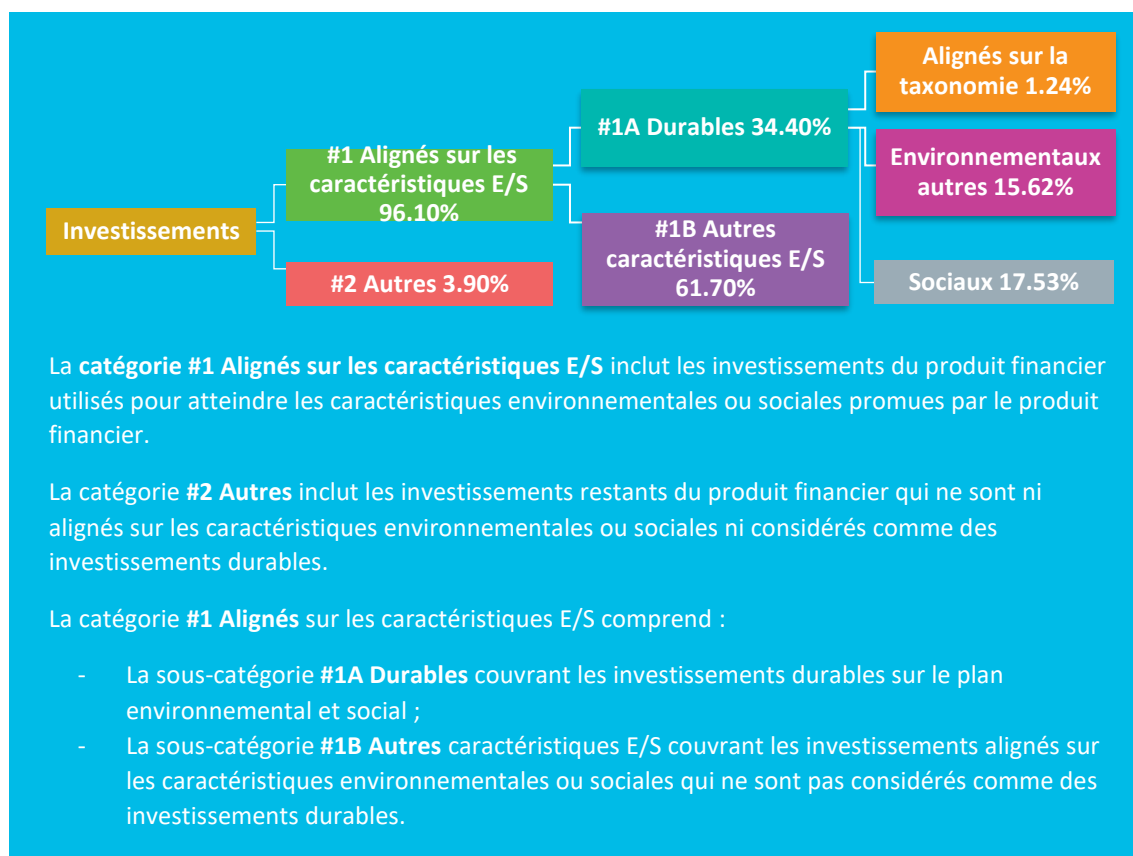 Investissements
#1 Alignés sur les
caractéristiques E/S
96.10%
#2 Autres 3.90%
#1A Durables 34.40%
#1B Autres
caractéristiques E/S
61.70%
Alignés sur la
taxonomie 1.24%
Environnementaux
autres 15.62%
Sociaux 17.53%
La catégorie #1 Alignés sur les caractéristiques E/S inclut les investissements du produit financier
utilisés pour atteindre les caractéristiques environnementales ou sociales promues par le produit
financier.
La catégorie #2 Autres inclut les investissements restants du produit financier qui ne sont ni
alignés sur les caractéristiques environnementales ou sociales ni considérés comme des
investissements durables.
La catégorie #1 Alignés sur les caractéristiques E/S comprend :
- La sous-catégorie #1A Durables couvrant les investissements durables sur le plan
environnemental et social ;
- La sous-catégorie #1B Autres caractéristiques E/S couvrant les investissements alignés sur
les caractéristiques environnementales ou sociales qui ne sont pas considérés comme des
investissements durables.